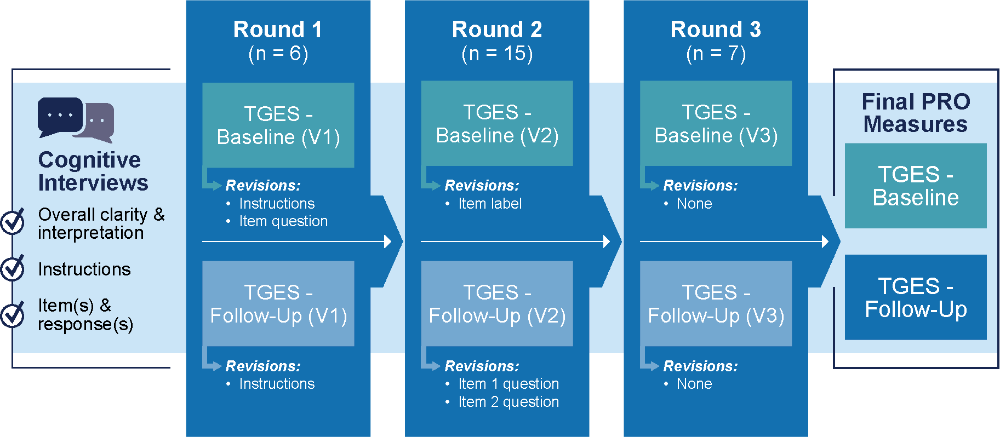 Cognitive
Interviews
Overall clarity &
interpretation
Instructions
Item(s) &
response(s)
Round 1
(n = 6)
TGES -
Baseline (V1)
Revisions:
• Instructions
• Item question
TGES -
Follow-Up (V1)
Revisions:
• Instructions
Round 2
(n = 15)
TGES -
Baseline (V2)
Revisions:
• Item label
TGES -
Follow-Up (V2)
Revisions:
• Item 1 question
• Item 2 question
Round 3
(n = 7)
TGES -
Baseline (V3)
Revisions:
• None
TGES -
Follow-Up (V3)
Revisions:
• None
Final PRO
Measures
TGES -
Baseline
TGES -
Follow-Up